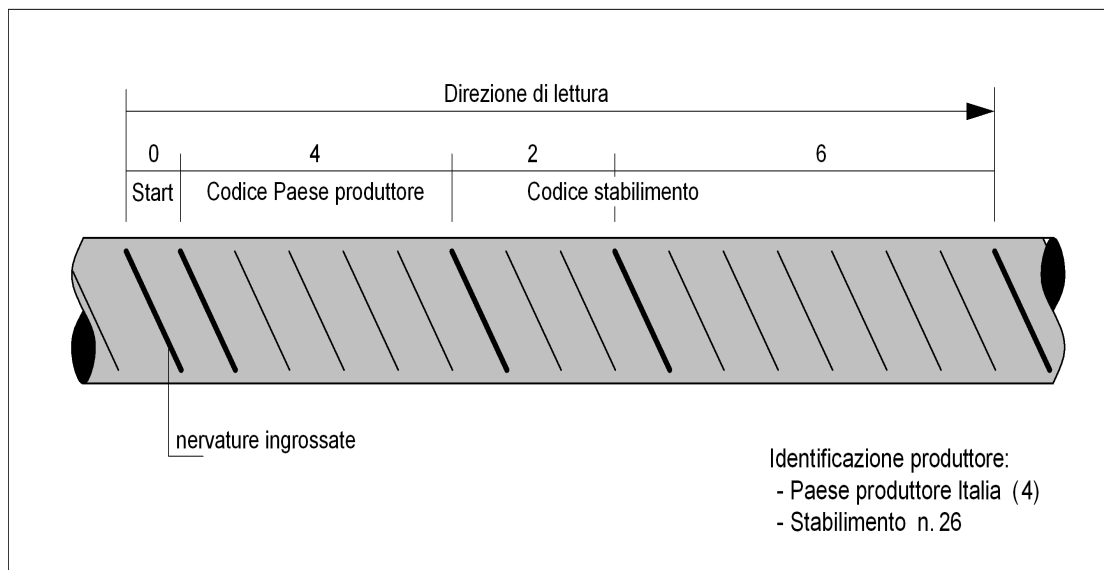 Direzione di lettura
0 4 2 6
Start Codice Paese produttore Codice stabilimento
nervature ingrossate
Identificazione produttore:
- Paese produttore Italia (4)
- Stabilimento n. 26